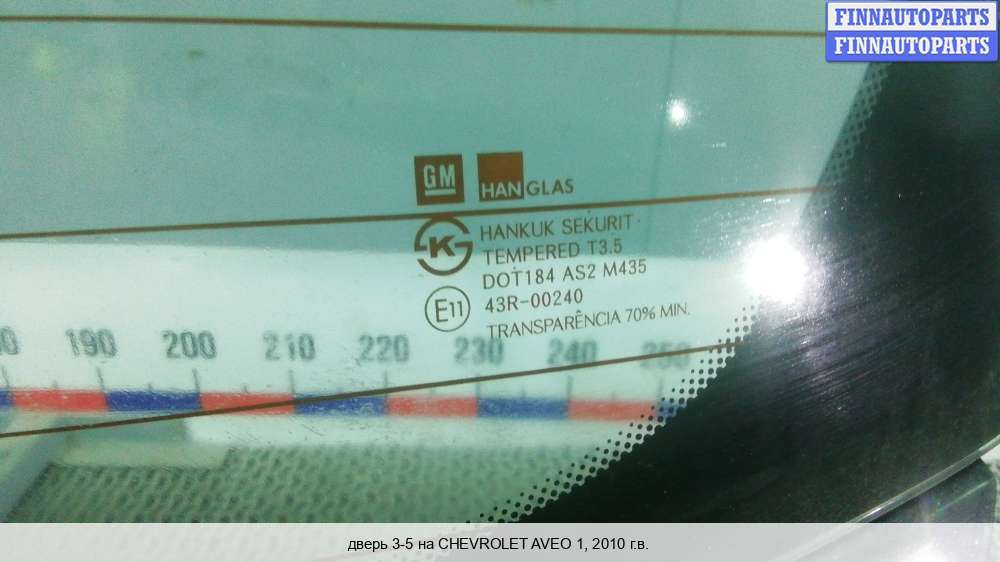 FINNAUTOPARTS
FINNAUTOPARTS
GM
HANGLAS
K
HANKUK SEKURIT
TEMPERED T3.5
DOT184 AS2 M435
E11
43R-00240
TRANSPARÊNCIA 70% MIN.
190 200 210 220 230 240 250
дверь 3-5 на CHEVROLET AVEO 1, 2010 г.в.